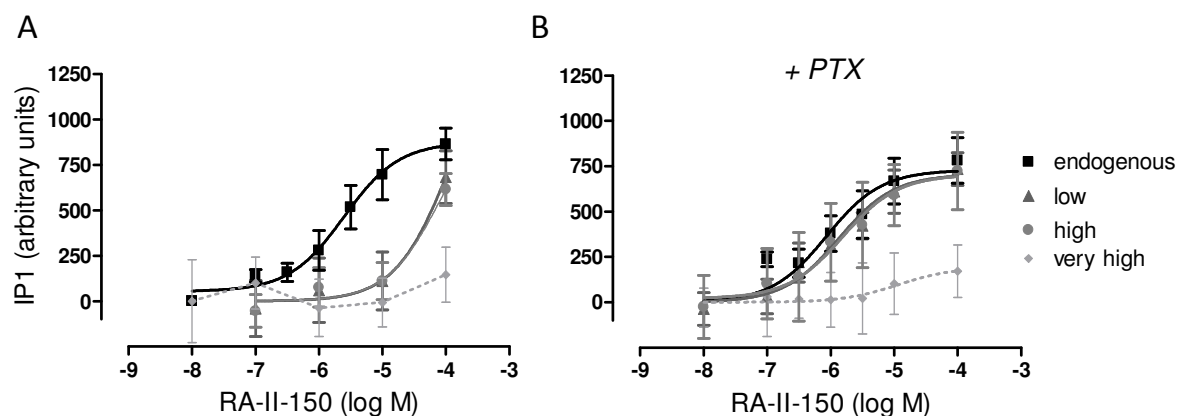 A
1250
1000
750
500
250
0
IP1 (arbitrary units)
-9 -8 -7 -6 -5 -4 -3
RA-II-150 (log M)
B
+ PTX
1250
1000
750
500
250
0
-9 -8 -7 -6 -5 -4 -3
RA-II-150 (log M)
endogenous
low
high
very high